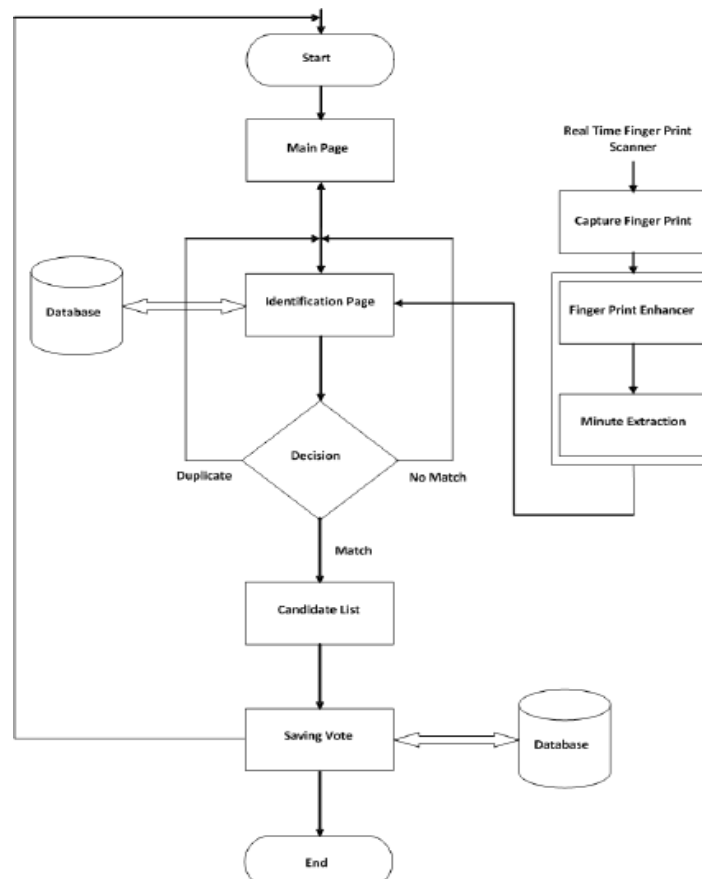 Start
Main Page
Real Time Finger Print
Scanner
Capture Finger Print
Database
Identification Page
Finger Print Enhancer
Minute Extraction
Decision
Duplicate
No Match
Match
Candidate List
Saving Vote
Database
End